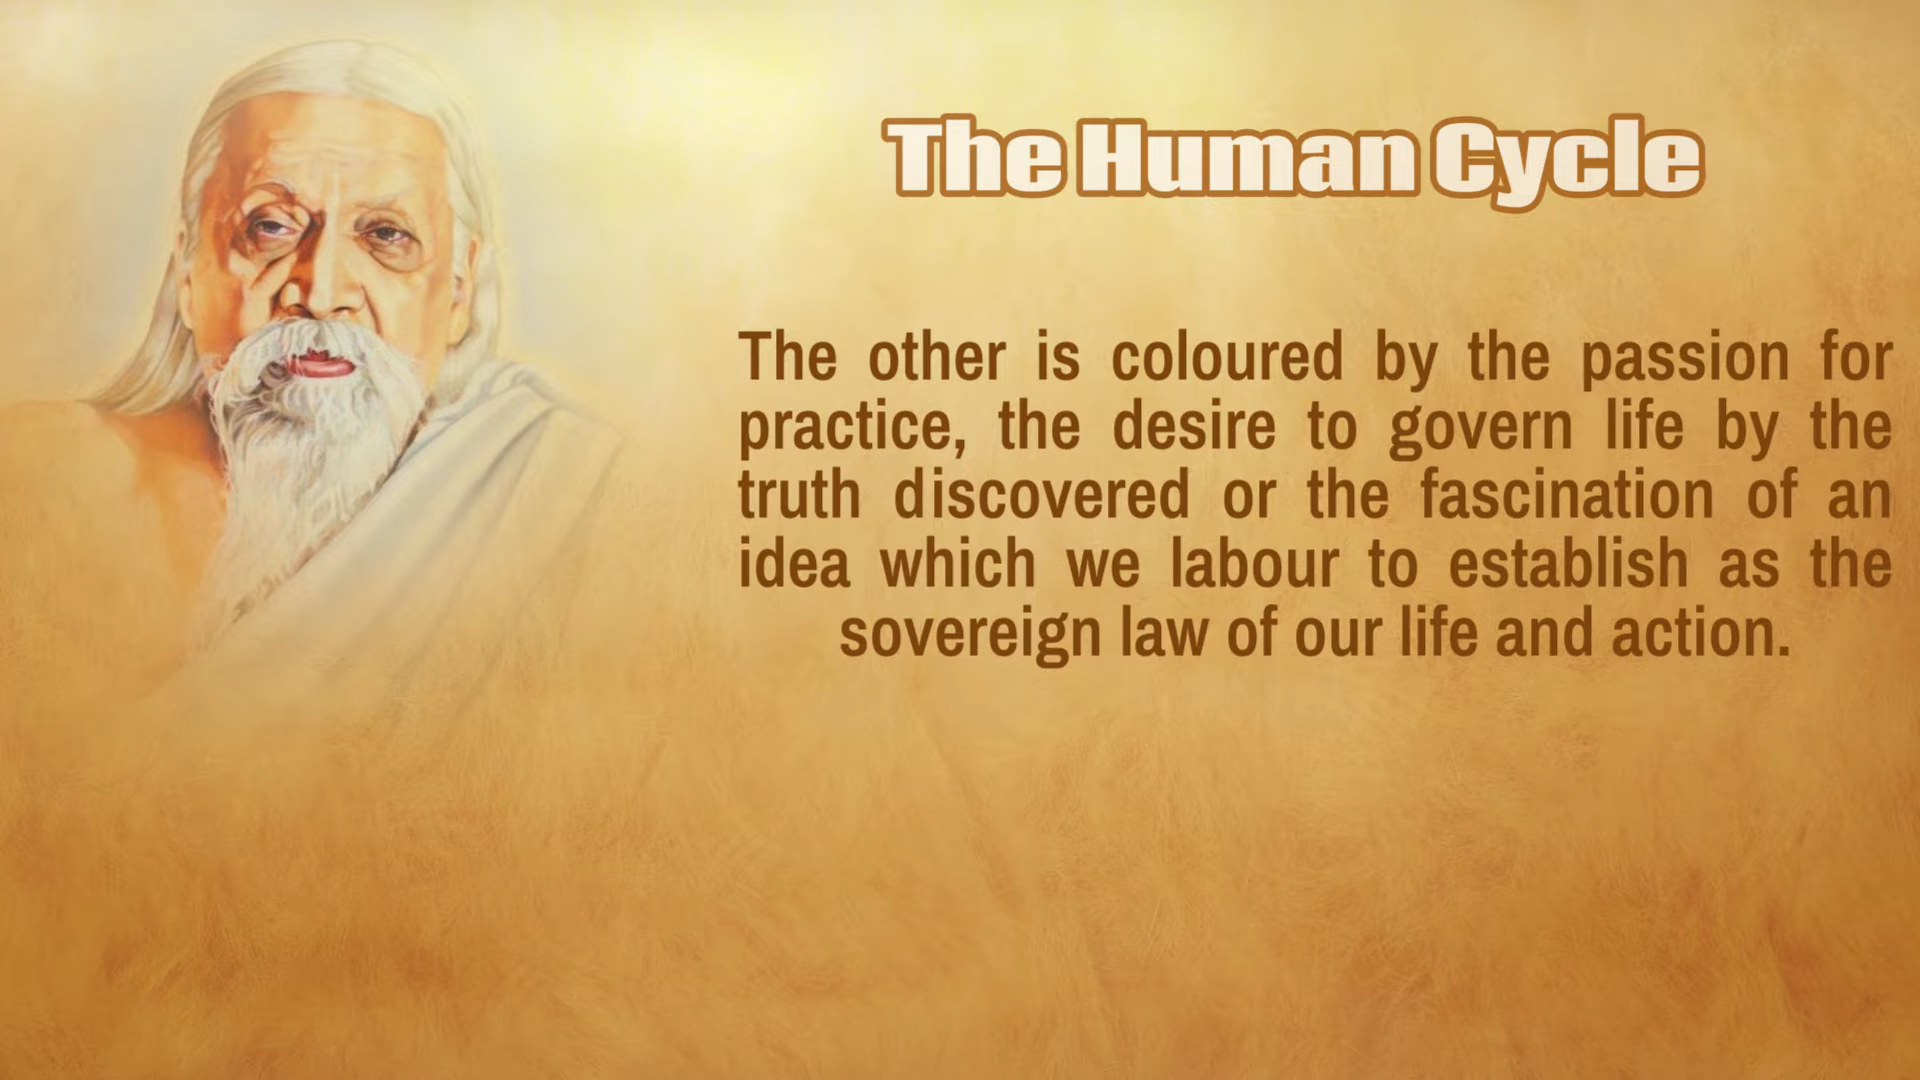 The Human Cycle
The other is coloured by the passion for
practice, the desire to govern life by the
truth discovered or the fascination of an
idea which we labour to establish as the
sovereign law of our life and action.